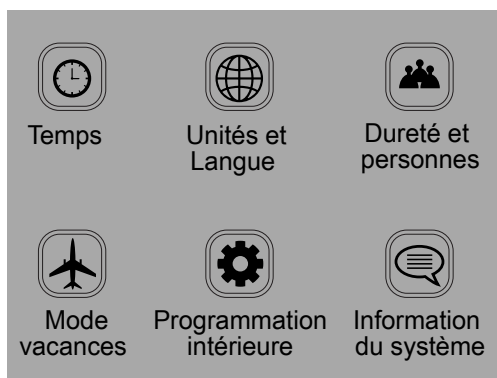 Temps
Unités et
Langue
Dureté et
personnes
Mode
vacances
Programmation
intérieure
Information
du système